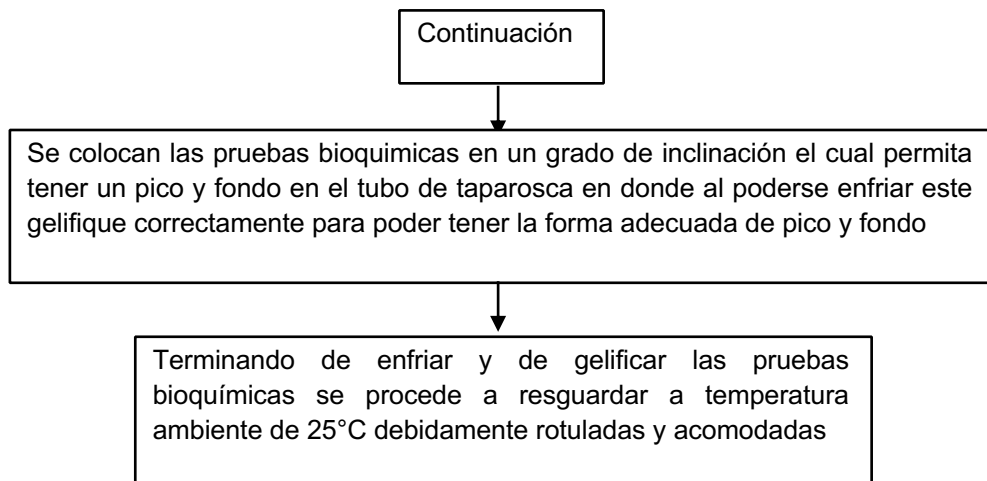 Continuación
Se colocan las pruebas bioquimicas en un grado de inclinación el cual permita
tener un pico y fondo en el tubo de taparosca en donde al poderse enfriar este
gelifique correctamente para poder tener la forma adecuada de pico y fondo
Terminando de enfriar y de gelificar las pruebas
bioquímicas se procede a resguardar a temperatura
ambiente de 25°C debidamente rotuladas y acomodadas